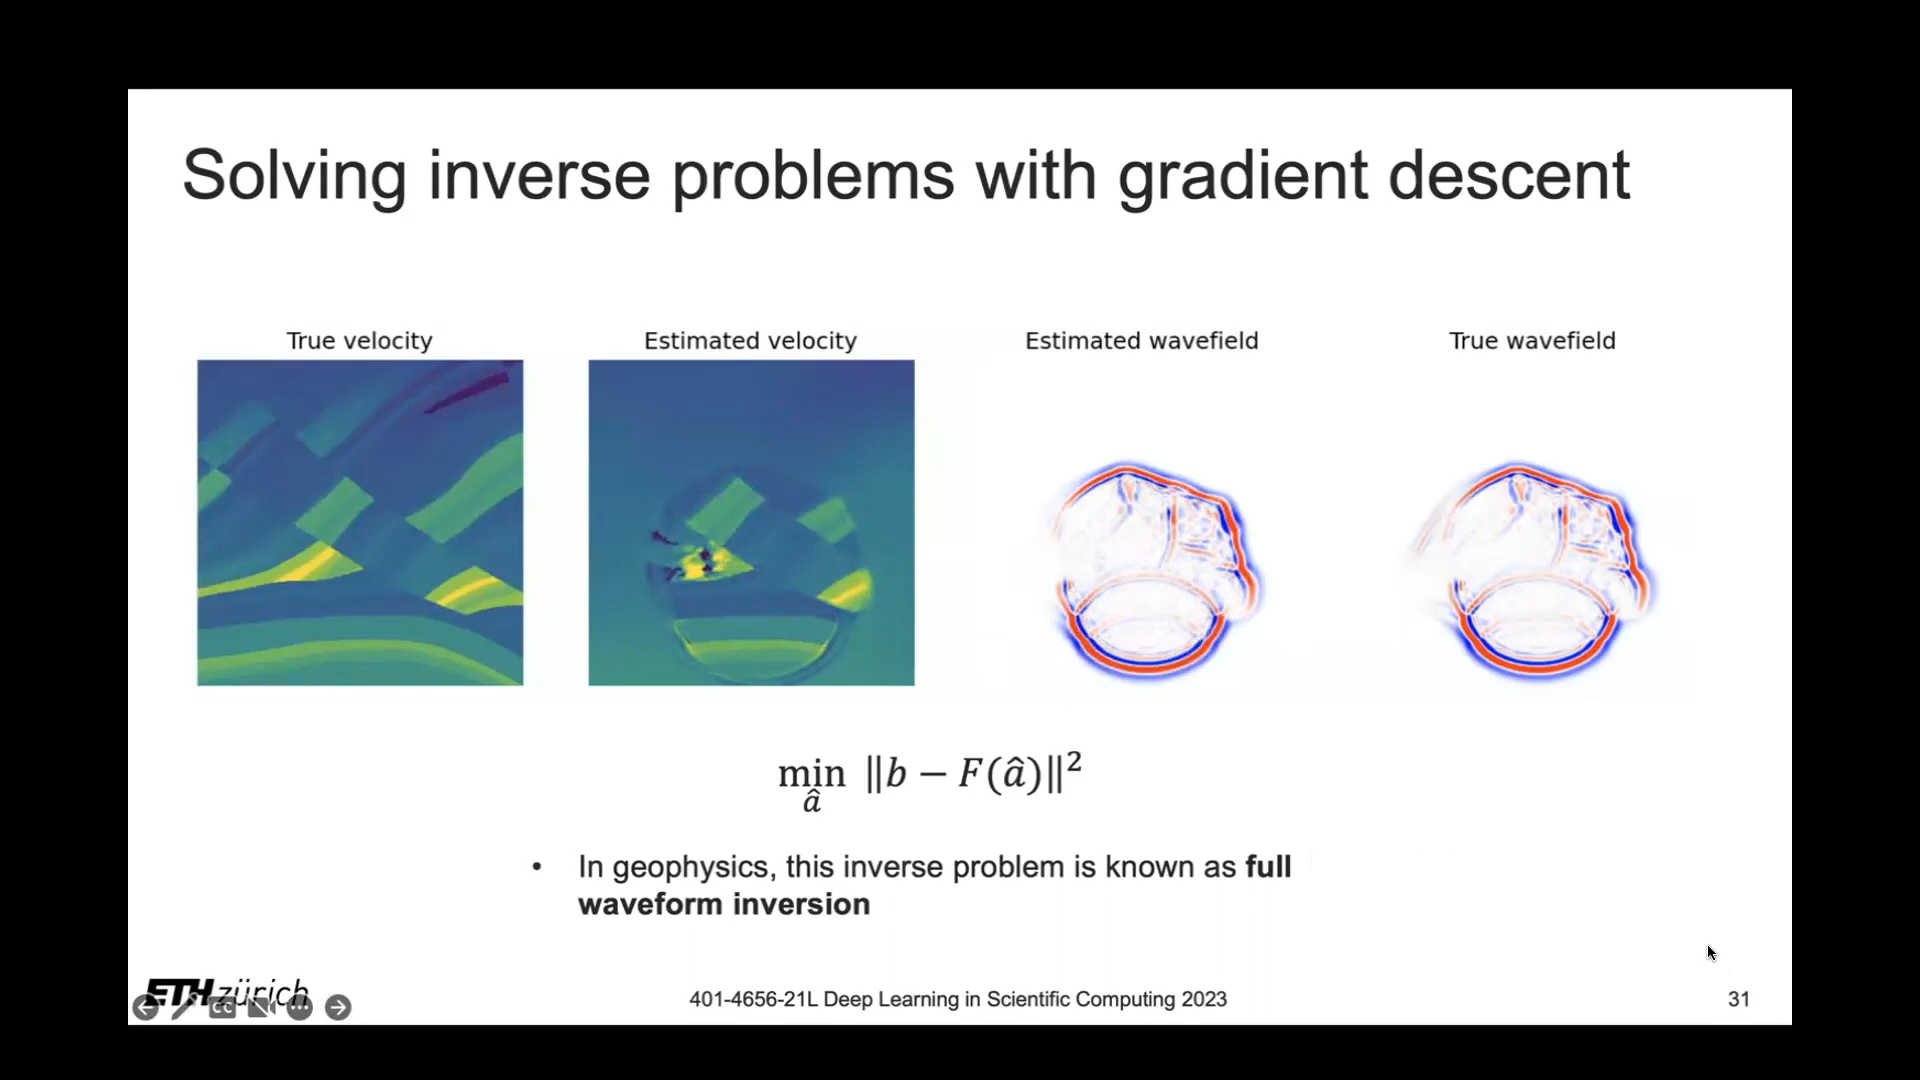 Solving inverse problems with gradient descent
True velocity
Estimated velocity
Estimated wavefield
True wavefield
min ‖b − F(â)‖²
â
• In geophysics, this inverse problem is known as full
waveform inversion
ETH zürich
CC
401-4656-21L Deep Learning in Scientific Computing 2023
31